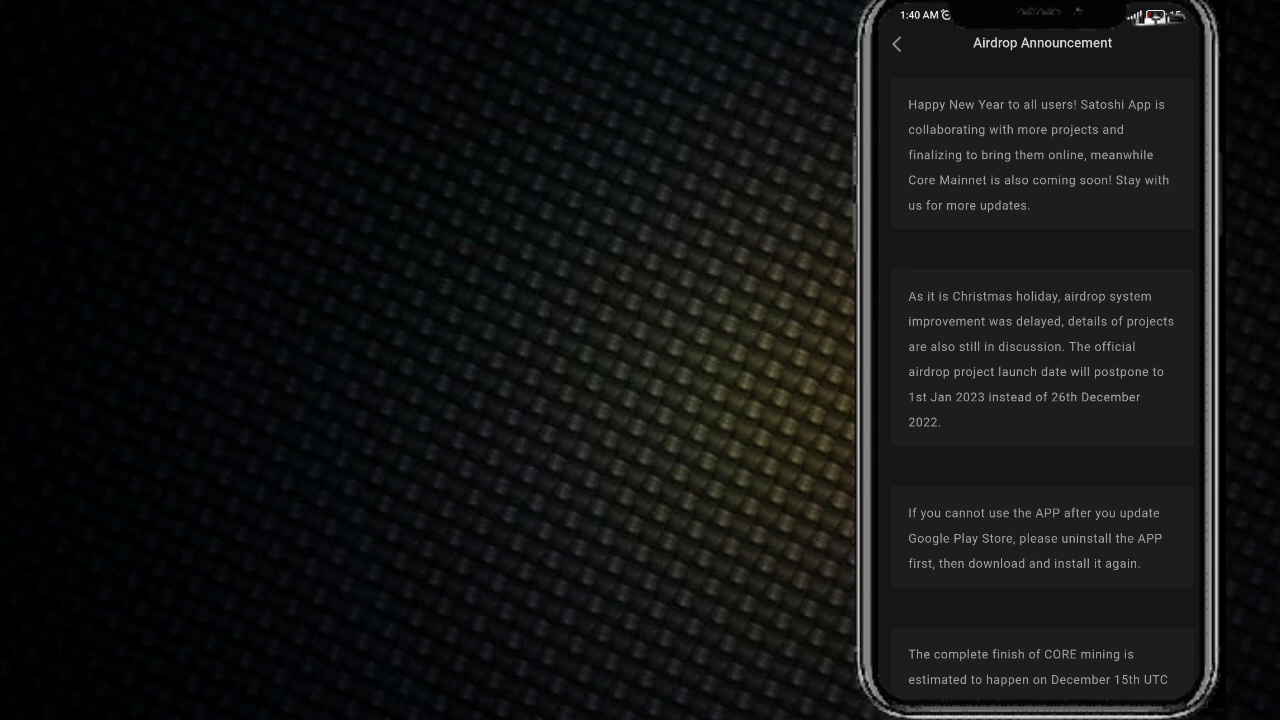 1:40 AM
Airdrop Announcement
Happy New Year to all users! Satoshi App is
collaborating with more projects and
finalizing to bring them online, meanwhile
Core Mainnet is also coming soon! Stay with
us for more updates.
As it is Christmas holiday, airdrop system
improvement was delayed, details of projects
are also still in discussion. The official
airdrop project launch date will postpone to
1st Jan 2023 instead of 26th December
2022.
If you cannot use the APP after you update
Google Play Store, please uninstall the APP
first, then download and install it again.
The complete finish of CORE mining is
estimated to happen on December 15th UTC